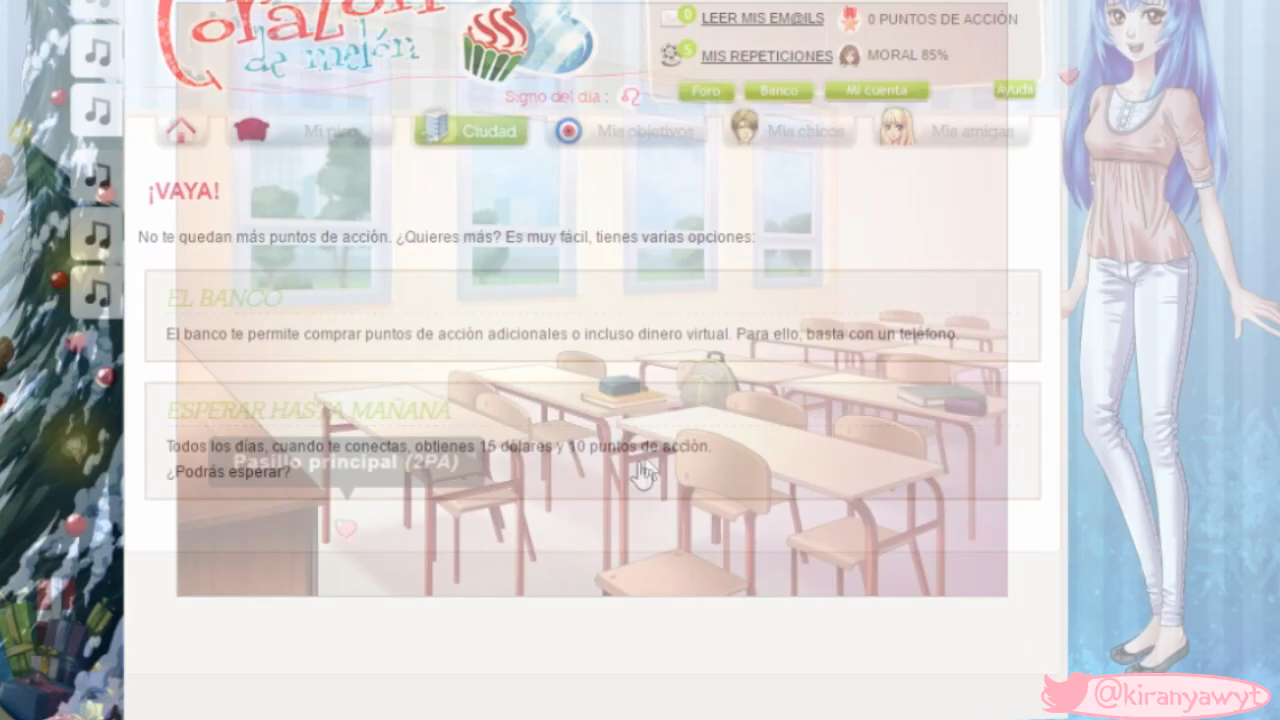 Corazón
de melón
0 LEER MIS EM@ILS
0 PUNTOS DE ACCIÓN
5 MIS REPETICIONES
MORAL 85%
Signo del día :
Foro
Banco
Mi cuenta
Ayuda
Mi piso
Ciudad
Mis objetivos
Mis chicos
Mis amigas
¡VAYA!
No te quedan más puntos de acción. ¿Quieres más? Es muy fácil, tienes varias opciones:
EL BANCO
El banco te permite comprar puntos de acción adicionales o incluso dinero virtual. Para ello, basta con un teléfono.
ESPERAR HASTA MAÑANA
Todos los días, cuando te conectas, obtienes 15 dólares y 10 puntos de acción.
Pasillo principal (2PA)
¿Podrás esperar?
@kiranyawyt